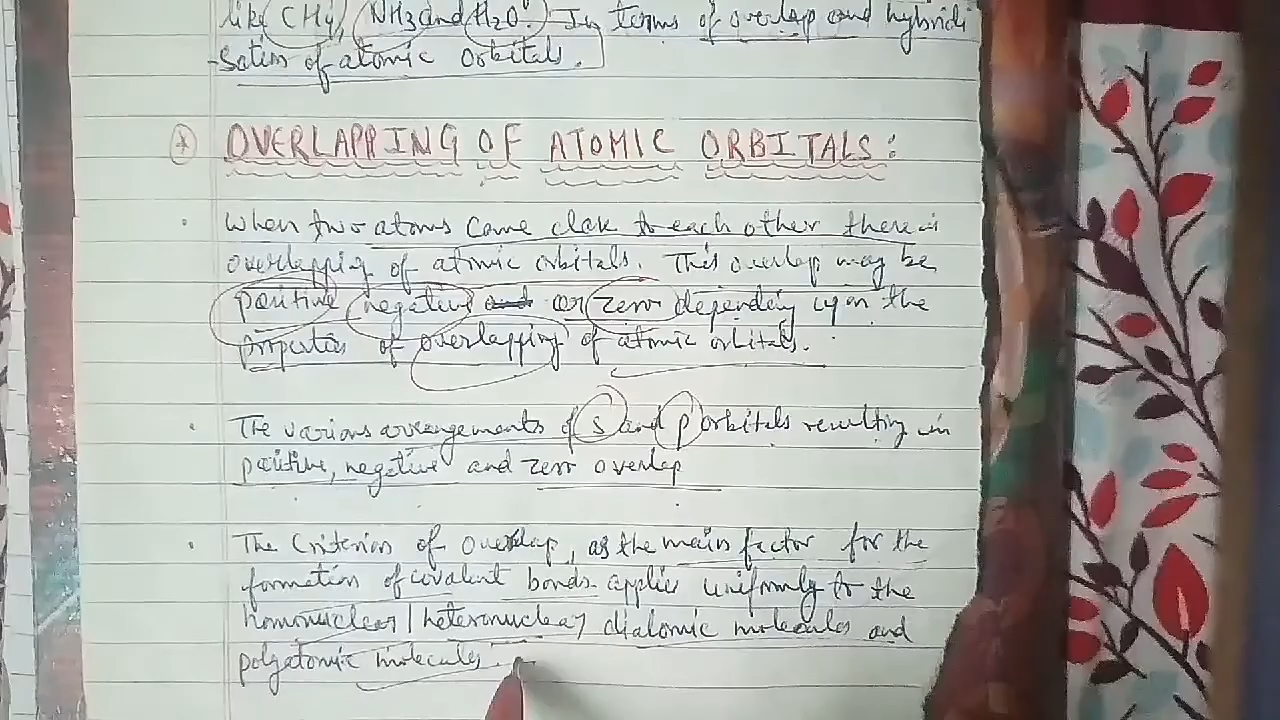 like CH4, NH3 and H2O. In terms of overlap and hybridi
-sation of atomic orbitals.
* OVERLAPPING OF ATOMIC ORBITALS:
• When two atoms come close to each other there is
overlapping of atomic orbitals. This overlap may be
positive negative and or zero depending upon the
properties of overlapping of atomic orbitals.
• The various arrangements of s and p orbitals resulting in
positive, negative and zero overlap
• The Criterion of overlap, as the main factor for the
formation of covalent bonds applies uniformly to the
homonuclear / heteronuclear diatomic molecules and
polyatomic molecules.